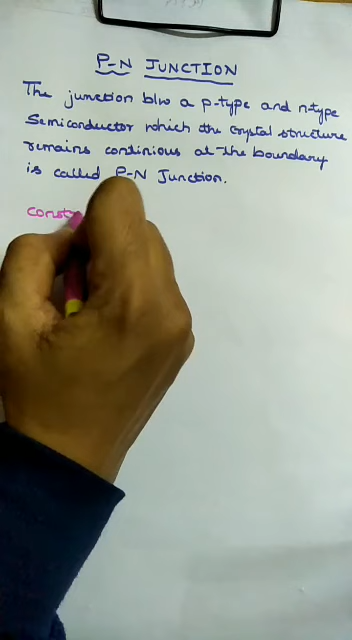 P-N JUNCTION
The junction b/w a p-type and n-type
Semiconductor which the crystal structure
remains continious at the boundary
is called P-N Junction.
const